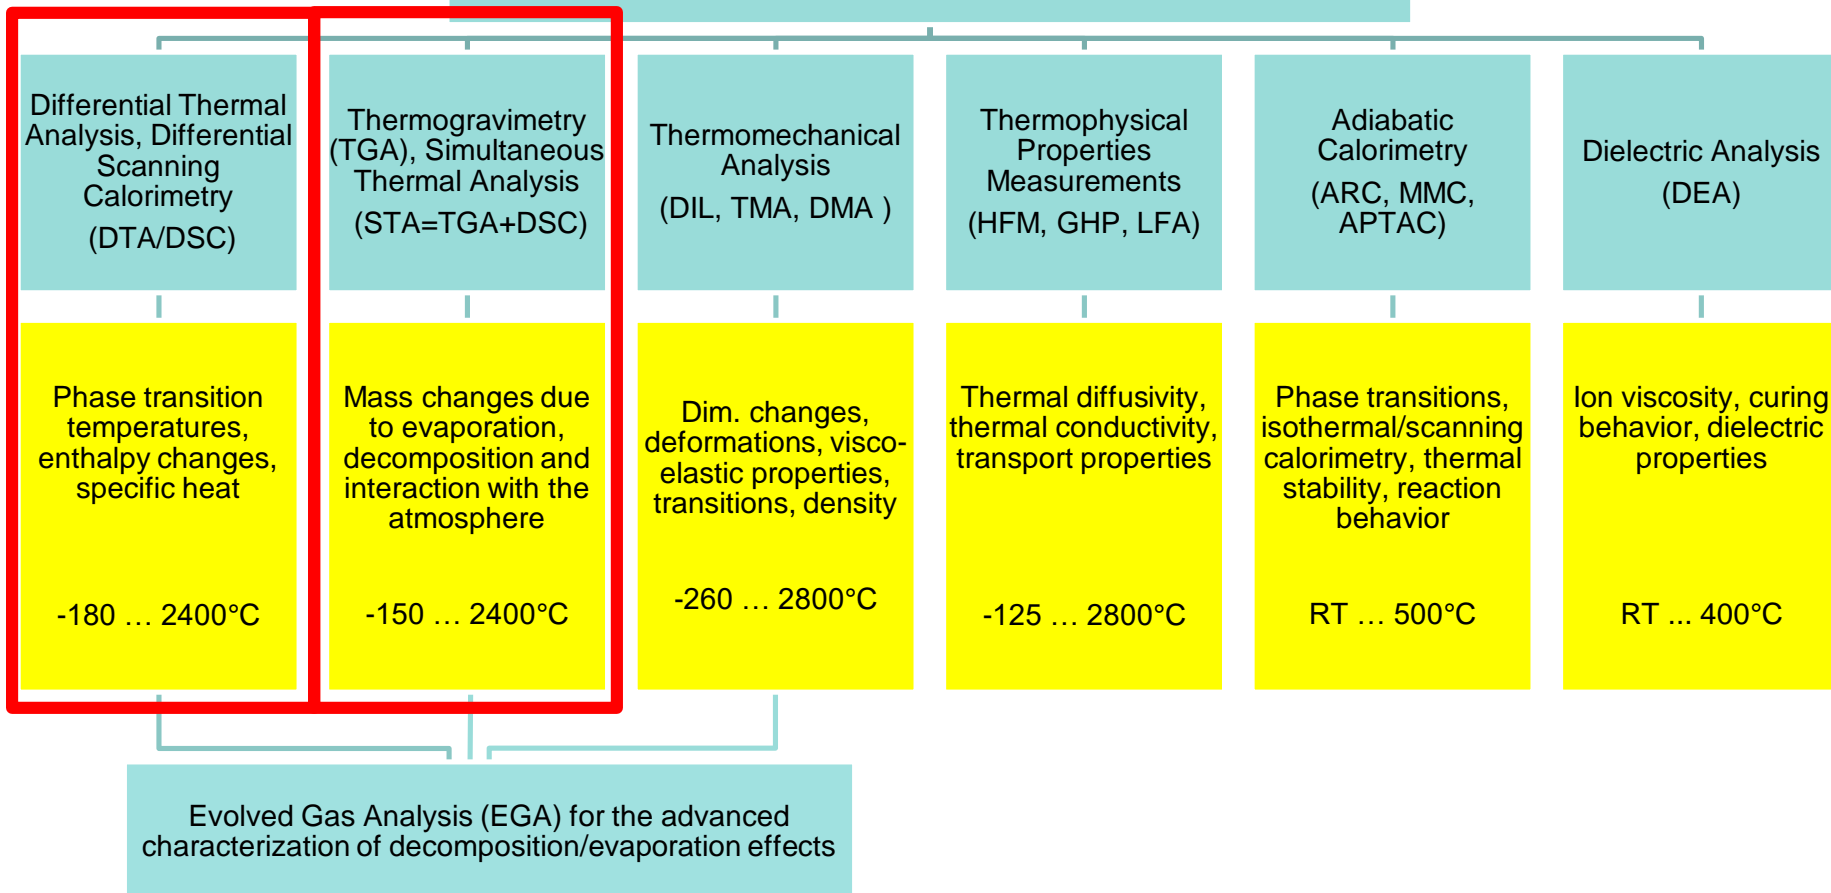 Differential Thermal
Analysis, Differential
Scanning
Calorimetry
(DTA/DSC)
Thermogravimetry
(TGA), Simultaneous
Thermal Analysis
(STA=TGA+DSC)
Thermomechanical
Analysis
(DIL, TMA, DMA )
Thermophysical
Properties
Measurements
(HFM, GHP, LFA)
Adiabatic
Calorimetry
(ARC, MMC,
APTAC)
Dielectric Analysis
(DEA)
Phase transition
temperatures,
enthalpy changes,
specific heat
-180 … 2400°C
Mass changes due
to evaporation,
decomposition and
interaction with the
atmosphere
-150 … 2400°C
Dim. changes,
deformations, visco-
elastic properties,
transitions, density
-260 … 2800°C
Thermal diffusivity,
thermal conductivity,
transport properties
-125 … 2800°C
Phase transitions,
isothermal/scanning
calorimetry, thermal
stability, reaction
behavior
RT … 500°C
Ion viscosity, curing
behavior, dielectric
properties
RT ... 400°C
Evolved Gas Analysis (EGA) for the advanced
characterization of decomposition/evaporation effects